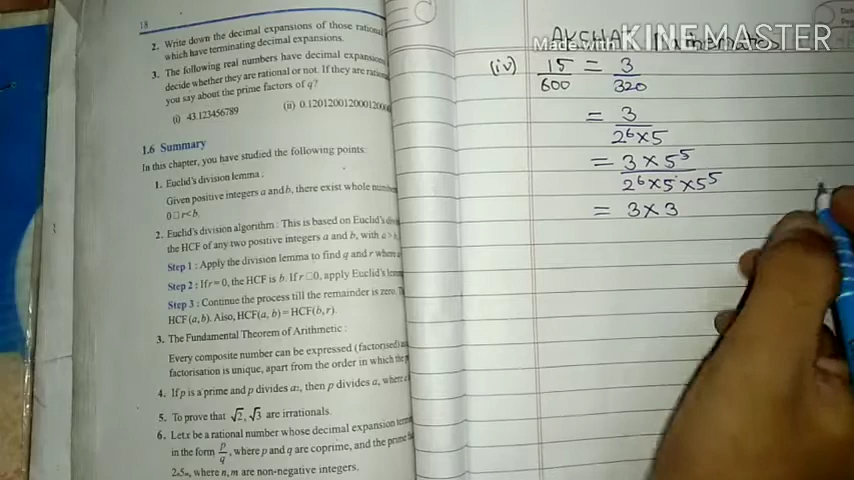 18
2. Write down the decimal expansions of those rational
which have terminating decimal expansions.
3. The following real numbers have decimal expansions
decide whether they are rational or not. If they are
you say about the prime factors of q?
(i) 43.123456789 (ii) 0.120120012000120000
1.6 Summary
In this chapter, you have studied the following points:
1. Euclid's division lemma :
Given positive integers a and b, there exist whole
0□r<b.
2. Euclid's division algorithm : This is based on Euclid's
the HCF of any two positive integers a and b, with a >
Step 1 : Apply the division lemma to find q and r where
Step 2 : If r = 0, the HCF is b. If r□0, apply Euclid's
Step 3 : Continue the process till the remainder is zero.
HCF (a, b). Also, HCF(a, b) = HCF(b, r).
3. The Fundamental Theorem of Arithmetic :
Every composite number can be expressed (factorised)
factorisation is unique, apart from the order in which the
4. If p is a prime and p divides a2, then p divides a, where
5. To prove that √2, √3 are irrationals.
6. Let x be a rational number whose decimal expansion
in the form p/q, where p and q are coprime, and the prime
2n5m, where n, m are non-negative integers.
Made with KINEMASTER
(iv) 15/600 = 3/320
= 3/2⁶×5
= 3×5⁵/2⁶×5×5⁵
= 3×3